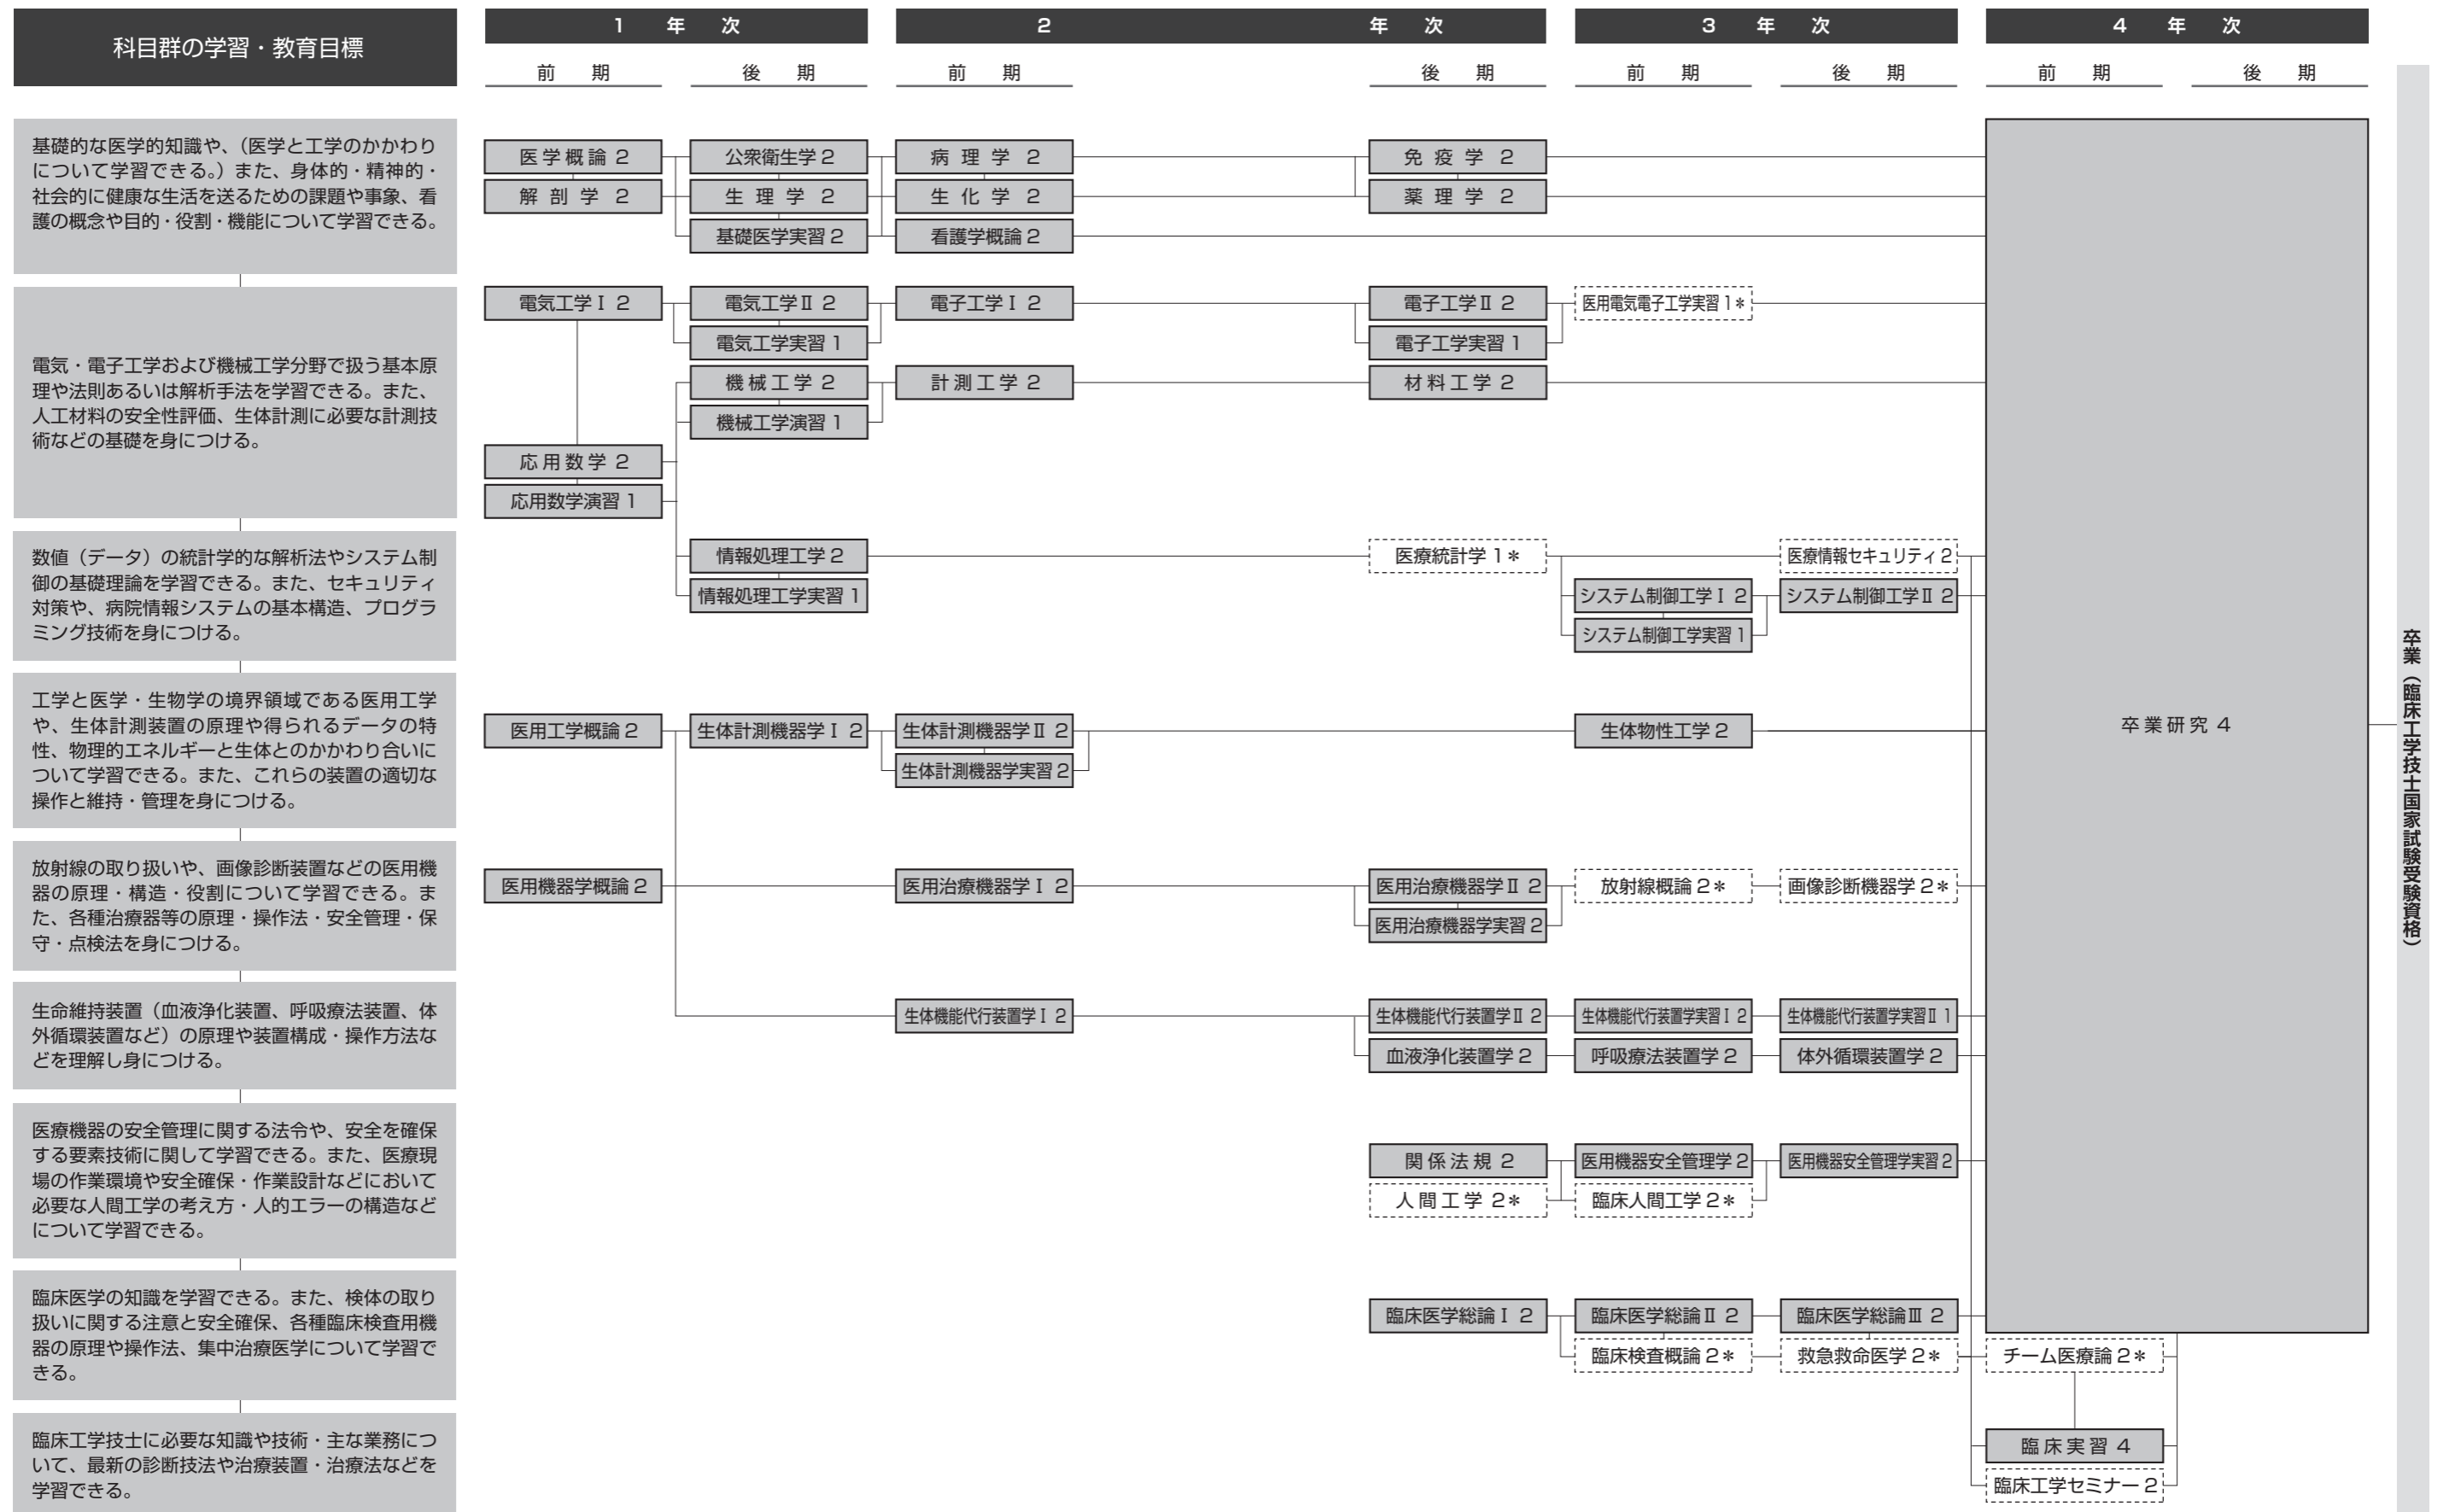 科目群の学習・教育目標
1 年 次
2 年 次
3 年 次
4 年 次
前 期
後 期
前 期
後 期
前 期
後 期
前 期
後 期
基礎的な医学的知識や、(医学と工学のかかわり
について学習できる。)また、身体的・精神的・
社会的に健康な生活を送るための課題や事象、看
護の概念や目的・役割・機能について学習できる。
医学概論 2
公衆衛生学 2
病理学 2
免疫学 2
解剖学 2
生理学 2
生化学 2
薬理学 2
基礎医学実習 2
看護学概論 2
電気・電子工学および機械工学分野で扱う基本原
理や法則あるいは解析手法を学習できる。また、
人工材料の安全性評価、生体計測に必要な計測技
術などの基礎を身につける。
電気工学Ⅰ 2
電気工学Ⅱ 2
電子工学Ⅰ 2
電子工学Ⅱ 2
医用電気電子工学実習 1*
電気工学実習 1
電子工学実習 1
機械工学 2
計測工学 2
材料工学 2
機械工学演習 1
応用数学 2
応用数学演習 1
数値(データ)の統計学的な解析法やシステム制
御の基礎理論を学習できる。また、セキュリティ
対策や、病院情報システムの基本構造、プログラ
ミング技術を身につける。
情報処理工学 2
医療統計学 1*
医療情報セキュリティ 2
情報処理工学実習 1
システム制御工学Ⅰ 2
システム制御工学Ⅱ 2
システム制御工学実習 1
工学と医学・生物学の境界領域である医用工学
や、生体計測装置の原理や得られるデータの特
性、物理的エネルギーと生体とのかかわり合いに
ついて学習できる。また、これらの装置の適切な
操作と維持・管理を身につける。
医用工学概論 2
生体計測機器学Ⅰ 2
生体計測機器学Ⅱ 2
生体物性工学 2
生体計測機器学実習 2
卒業研究 4
放射線の取り扱いや、画像診断装置などの医用機
器の原理・構造・役割について学習できる。ま
た、各種治療器等の原理・操作法・安全管理・保
守・点検法を身につける。
医用機器学概論 2
医用治療機器学Ⅰ 2
医用治療機器学Ⅱ 2
放射線概論 2*
画像診断機器学 2*
医用治療機器学実習 2
生命維持装置(血液浄化装置、呼吸療法装置、体
外循環装置など)の原理や装置構成・操作方法な
どを理解し身につける。
生体機能代行装置学Ⅰ 2
生体機能代行装置学Ⅱ 2
生体機能代行装置学実習Ⅰ 2
生体機能代行装置学実習Ⅱ 1
血液浄化装置学 2
呼吸療法装置学 2
体外循環装置学 2
医療機器の安全管理に関する法令や、安全を確保
する要素技術に関して学習できる。また、医療現
場の作業環境や安全確保・作業設計などにおいて
必要な人間工学の考え方・人的エラーの構造など
について学習できる。
関係法規 2
医用機器安全管理学 2
医用機器安全管理学実習 2
人間工学 2*
臨床人間工学 2*
臨床医学の知識を学習できる。また、検体の取り
扱いに関する注意と安全確保、各種臨床検査用機
器の原理や操作法、集中治療医学について学習で
きる。
臨床医学総論Ⅰ 2
臨床医学総論Ⅱ 2
臨床医学総論Ⅲ 2
臨床検査概論 2*
救急救命医学 2*
チーム医療論 2*
臨床工学技士に必要な知識や技術・主な業務につ
いて、最新の診断技法や治療装置・治療法などを
学習できる。
臨床実習 4
臨床工学セミナー 2
卒業(臨床工学技士国家試験受験資格)